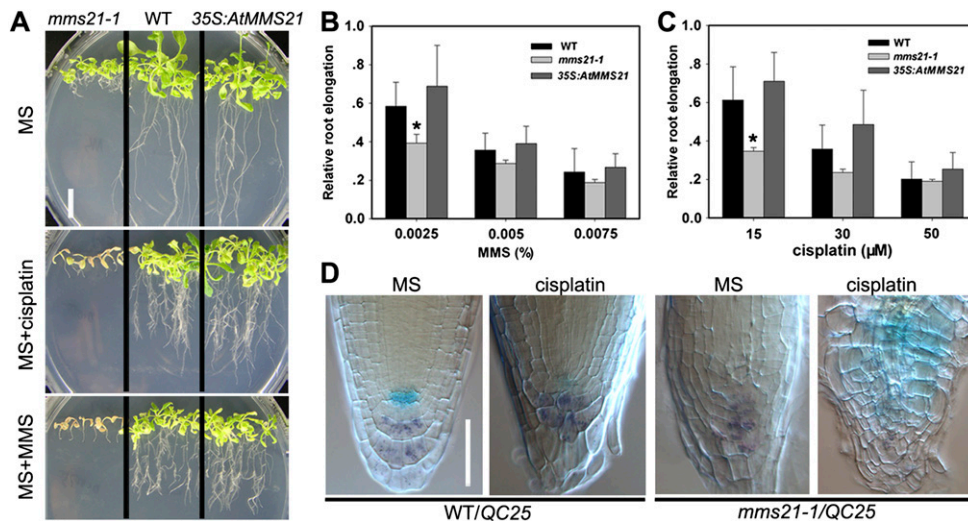 A
mms21-1 WT 35S:AtMMS21
MS
MS+cisplatin
MS+MMS
B
Relative root elongation
1.0
.8
.6
.4
.2
0.0
WT
mms21-1
35S:AtMMS21
*
0.0025 0.005 0.0075
MMS (%)
C
Relative root elongation
1.0
.8
.6
.4
.2
0.0
WT
mms21-1
35S:AtMMS21
*
15 30 50
cisplatin (μM)
D
MS cisplatin MS cisplatin
WT/QC25 mms21-1/QC25